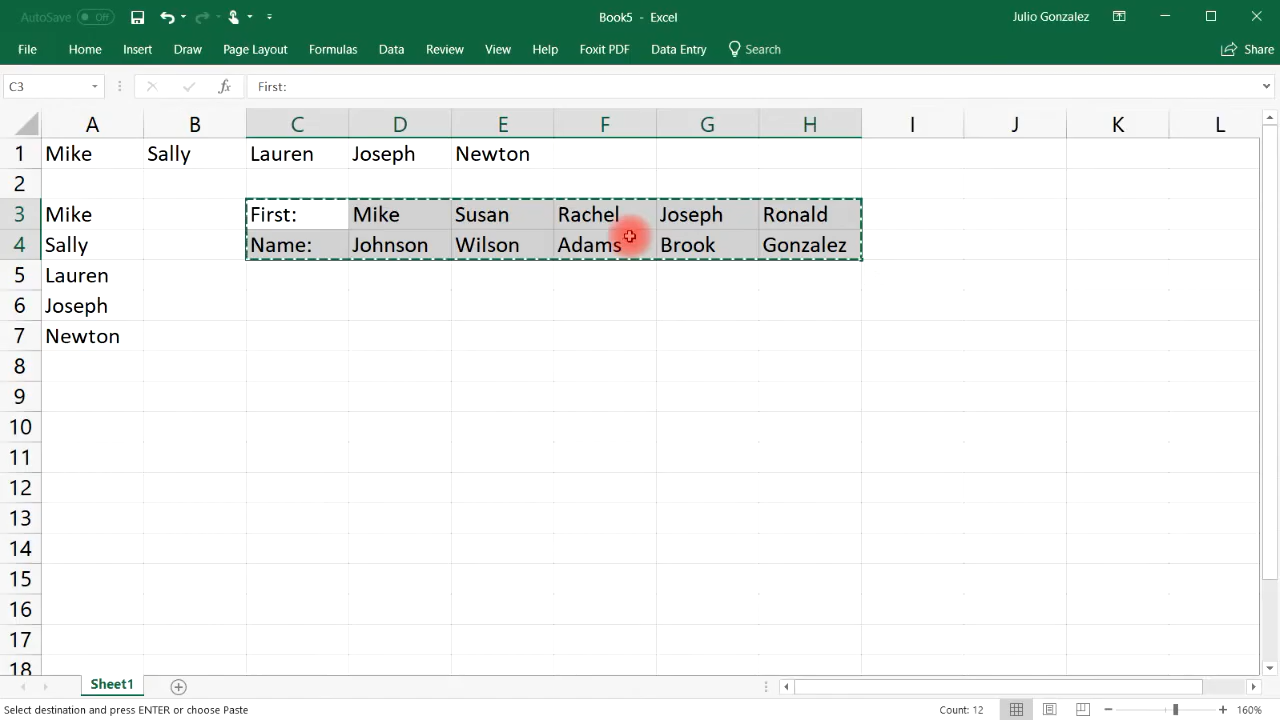 AutoSave Off Book5 - Excel Julio Gonzalez
File Home Insert Draw Page Layout Formulas Data Review View Help Foxit PDF Data Entry Search Share
C3 fx First:
A B C D E F G H I J K L
1 Mike Sally Lauren Joseph Newton
2
3 Mike First: Mike Susan Rachel Joseph Ronald
4 Sally Name: Johnson Wilson Adams Brook Gonzalez
5 Lauren
6 Joseph
7 Newton
8
9
10
11
12
13
14
15
16
17
18
Sheet1
Select destination and press ENTER or choose Paste Count: 12 160%